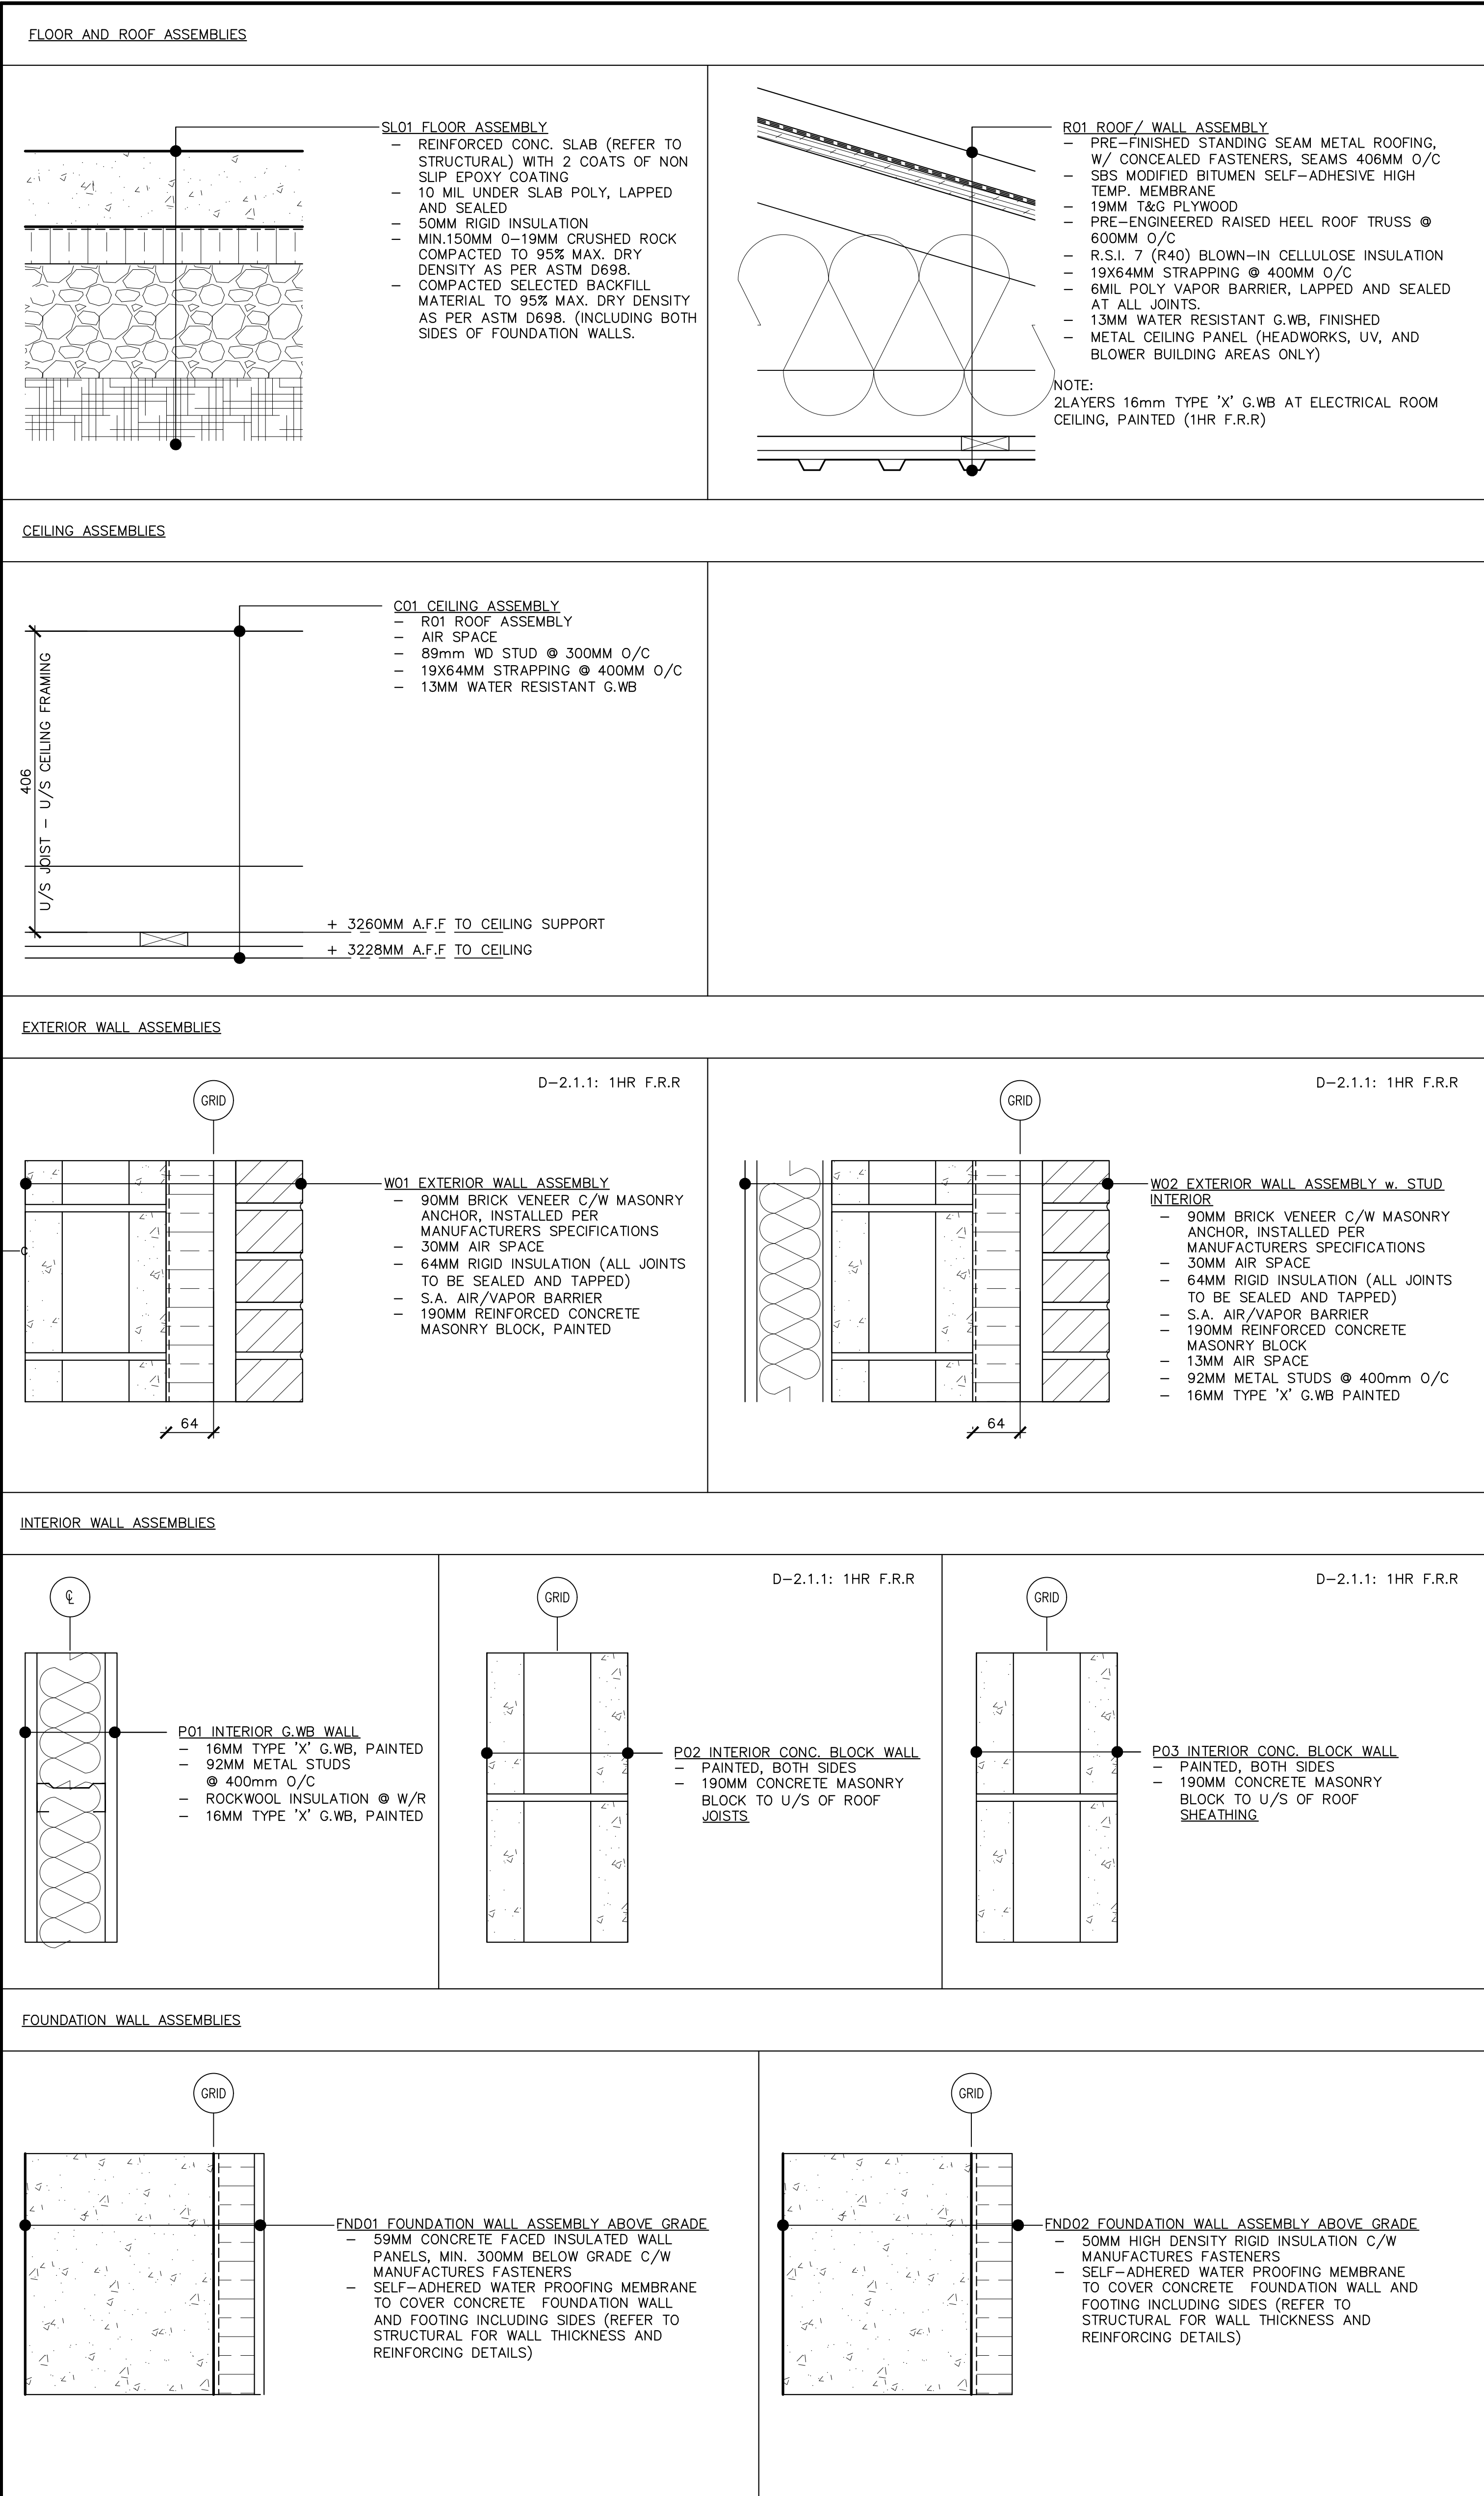 FLOOR AND ROOF ASSEMBLIES
SL01 FLOOR ASSEMBLY
– REINFORCED CONC. SLAB (REFER TO
STRUCTURAL) WITH 2 COATS OF NON
SLIP EPOXY COATING
– 10 MIL UNDER SLAB POLY, LAPPED
AND SEALED
– 50MM RIGID INSULATION
– MIN.150MM 0–19MM CRUSHED ROCK
COMPACTED TO 95% MAX. DRY
DENSITY AS PER ASTM D698.
– COMPACTED SELECTED BACKFILL
MATERIAL TO 95% MAX. DRY DENSITY
AS PER ASTM D698. (INCLUDING BOTH
SIDES OF FOUNDATION WALLS.
R01 ROOF/ WALL ASSEMBLY
– PRE–FINISHED STANDING SEAM METAL ROOFING,
W/ CONCEALED FASTENERS, SEAMS 406MM O/C
– SBS MODIFIED BITUMEN SELF–ADHESIVE HIGH
TEMP. MEMBRANE
– 19MM T&G PLYWOOD
– PRE–ENGINEERED RAISED HEEL ROOF TRUSS @
600MM O/C
– R.S.I. 7 (R40) BLOWN–IN CELLULOSE INSULATION
– 19X64MM STRAPPING @ 400MM O/C
– 6MIL POLY VAPOR BARRIER, LAPPED AND SEALED
AT ALL JOINTS.
– 13MM WATER RESISTANT G.WB, FINISHED
– METAL CEILING PANEL (HEADWORKS, UV, AND
BLOWER BUILDING AREAS ONLY)
NOTE:
2LAYERS 16mm TYPE 'X' G.WB AT ELECTRICAL ROOM
CEILING, PAINTED (1HR F.R.R)
CEILING ASSEMBLIES
C01 CEILING ASSEMBLY
– R01 ROOF ASSEMBLY
– AIR SPACE
– 89mm WD STUD @ 300MM O/C
– 19X64MM STRAPPING @ 400MM O/C
– 13MM WATER RESISTANT G.WB
406
U/S JOIST – U/S CEILING FRAMING
+ 3260MM A.F.F TO CEILING SUPPORT
+ 3228MM A.F.F TO CEILING
EXTERIOR WALL ASSEMBLIES
GRID
D–2.1.1: 1HR F.R.R
W01 EXTERIOR WALL ASSEMBLY
– 90MM BRICK VENEER C/W MASONRY
ANCHOR, INSTALLED PER
MANUFACTURERS SPECIFICATIONS
– 30MM AIR SPACE
– 64MM RIGID INSULATION (ALL JOINTS
TO BE SEALED AND TAPPED)
– S.A. AIR/VAPOR BARRIER
– 190MM REINFORCED CONCRETE
MASONRY BLOCK, PAINTED
C
64
GRID
D–2.1.1: 1HR F.R.R
W02 EXTERIOR WALL ASSEMBLY w. STUD
INTERIOR
– 90MM BRICK VENEER C/W MASONRY
ANCHOR, INSTALLED PER
MANUFACTURERS SPECIFICATIONS
– 30MM AIR SPACE
– 64MM RIGID INSULATION (ALL JOINTS
TO BE SEALED AND TAPPED)
– S.A. AIR/VAPOR BARRIER
– 190MM REINFORCED CONCRETE
MASONRY BLOCK
– 13MM AIR SPACE
– 92MM METAL STUDS @ 400mm O/C
– 16MM TYPE 'X' G.WB PAINTED
64
INTERIOR WALL ASSEMBLIES
℄
P01 INTERIOR G.WB WALL
– 16MM TYPE 'X' G.WB, PAINTED
– 92MM METAL STUDS
@ 400mm O/C
– ROCKWOOL INSULATION @ W/R
– 16MM TYPE 'X' G.WB, PAINTED
GRID
D–2.1.1: 1HR F.R.R
P02 INTERIOR CONC. BLOCK WALL
– PAINTED, BOTH SIDES
– 190MM CONCRETE MASONRY
BLOCK TO U/S OF ROOF
JOISTS
GRID
D–2.1.1: 1HR F.R.R
P03 INTERIOR CONC. BLOCK WALL
– PAINTED, BOTH SIDES
– 190MM CONCRETE MASONRY
BLOCK TO U/S OF ROOF
SHEATHING
FOUNDATION WALL ASSEMBLIES
GRID
FND01 FOUNDATION WALL ASSEMBLY ABOVE GRADE
– 59MM CONCRETE FACED INSULATED WALL
PANELS, MIN. 300MM BELOW GRADE C/W
MANUFACTURES FASTENERS
– SELF–ADHERED WATER PROOFING MEMBRANE
TO COVER CONCRETE FOUNDATION WALL
AND FOOTING INCLUDING SIDES (REFER TO
STRUCTURAL FOR WALL THICKNESS AND
REINFORCING DETAILS)
GRID
FND02 FOUNDATION WALL ASSEMBLY ABOVE GRADE
– 50MM HIGH DENSITY RIGID INSULATION C/W
MANUFACTURES FASTENERS
– SELF–ADHERED WATER PROOFING MEMBRANE
TO COVER CONCRETE FOUNDATION WALL AND
FOOTING INCLUDING SIDES (REFER TO
STRUCTURAL FOR WALL THICKNESS AND
REINFORCING DETAILS)